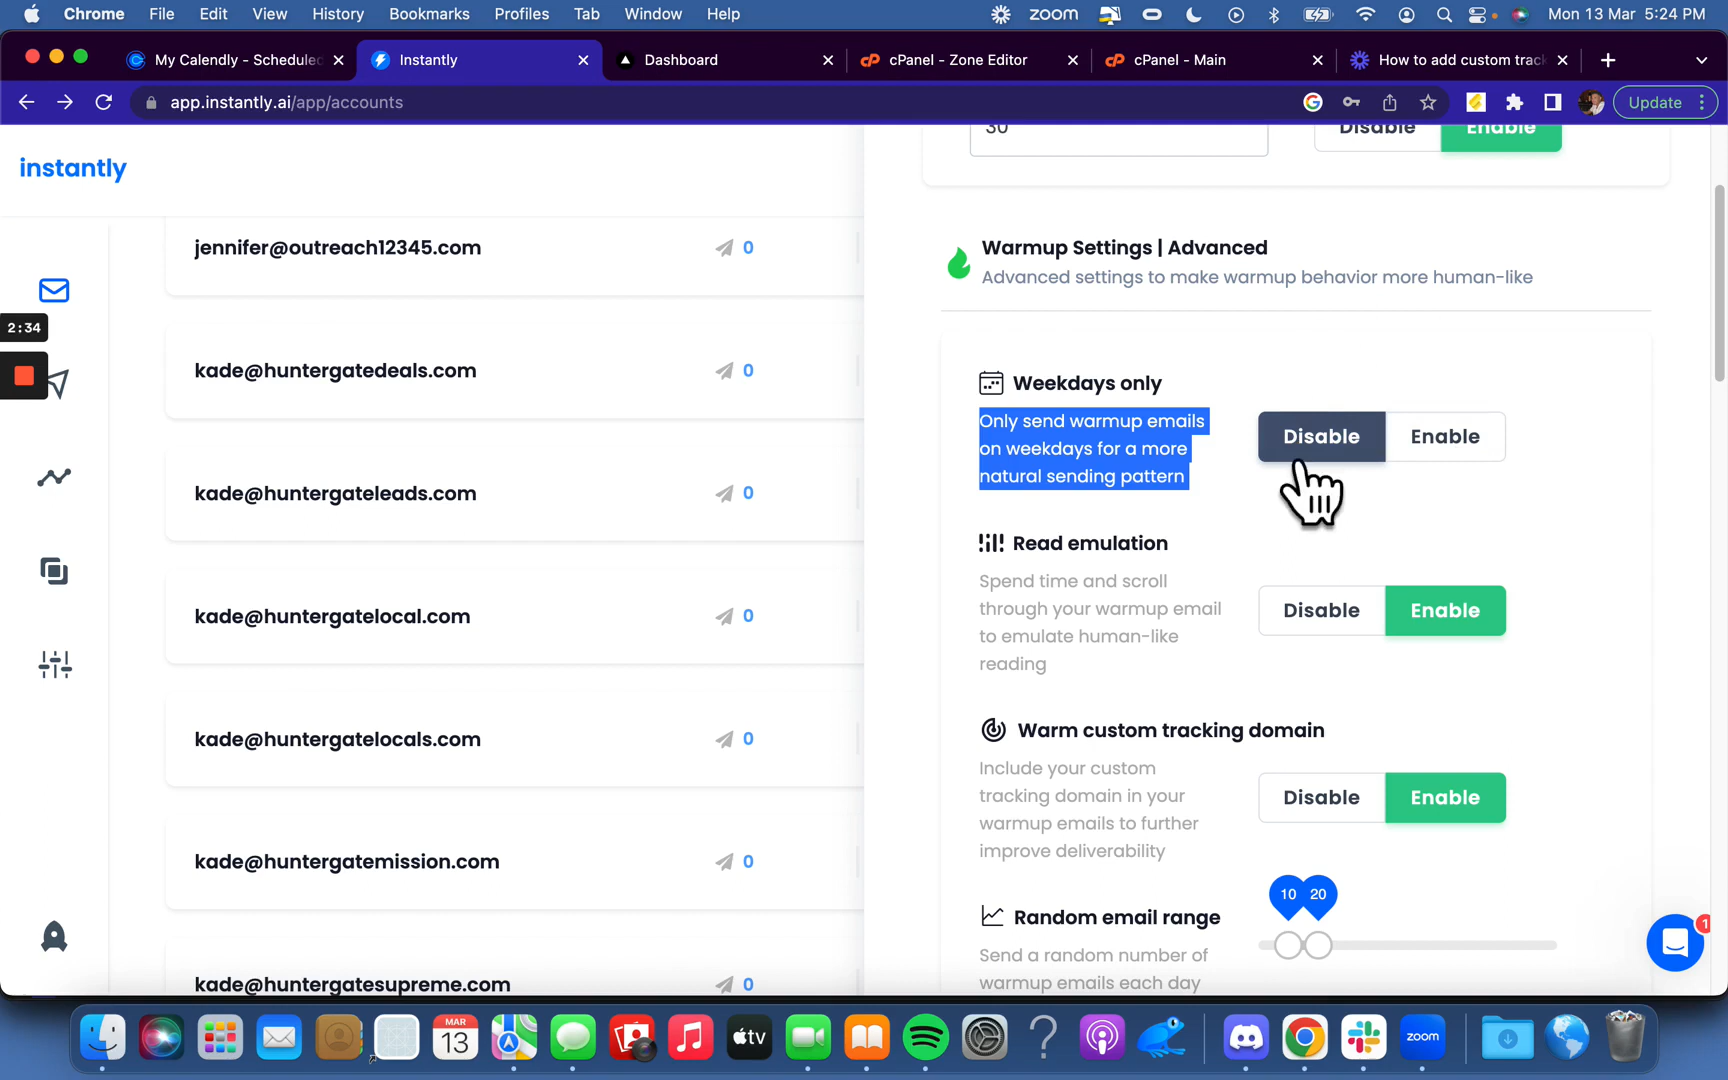 Chrome File Edit View History Bookmarks Profiles Tab Window Help zoom Mon 13 Mar 5:24 PM
My Calendly - Scheduled Instantly Dashboard cPanel - Zone Editor cPanel - Main How to add custom track
app.instantly.ai/app/accounts Update
instantly
30
Disable Enable
jennifer@outreach12345.com 0
Warmup Settings | Advanced
Advanced settings to make warmup behavior more human-like
2:34
kade@huntergatedeals.com 0
Weekdays only
Only send warmup emails
on weekdays for a more
natural sending pattern
Disable Enable
kade@huntergateleads.com 0
Read emulation
Spend time and scroll
through your warmup email
to emulate human-like
reading
Disable Enable
kade@huntergatelocal.com 0
kade@huntergatelocals.com 0
Warm custom tracking domain
Include your custom
tracking domain in your
warmup emails to further
improve deliverability
Disable Enable
kade@huntergatemission.com 0
10 20
Random email range
Send a random number of
warmup emails each day
1
kade@huntergatesupreme.com 0
MAR
13
tv
zoom